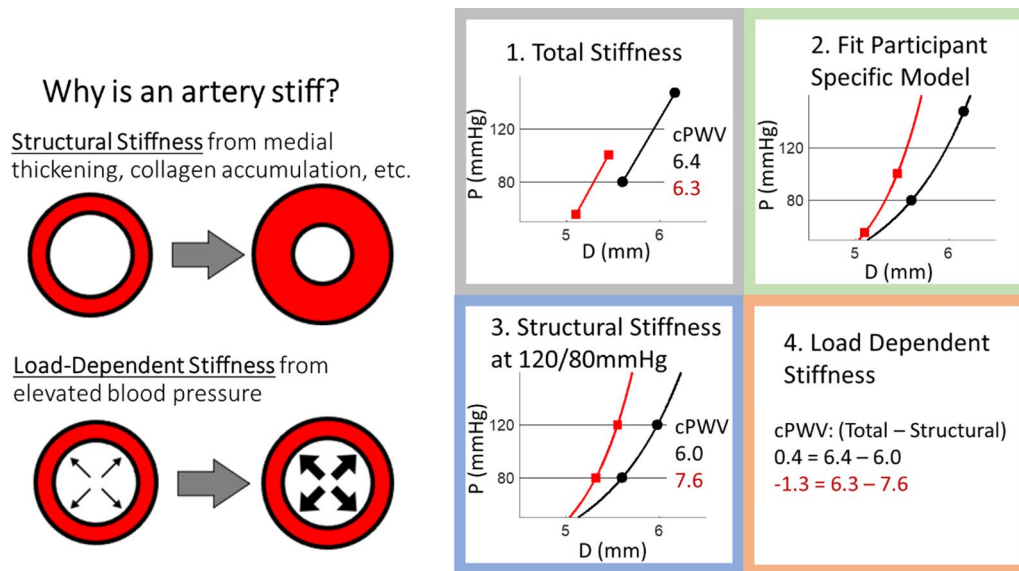 Why is an artery stiff?
Structural Stiffness from medial
thickening, collagen accumulation, etc.
Load-Dependent Stiffness from
elevated blood pressure
1. Total Stiffness
P (mmHg)
120
80
cPWV
6.4
6.3
5
6
D (mm)
2. Fit Participant
Specific Model
P (mmHg)
120
80
5
6
D (mm)
3. Structural Stiffness
at 120/80mmHg
P (mmHg)
120
80
cPWV
6.0
7.6
5
6
D (mm)
4. Load Dependent
Stiffness
cPWV: (Total – Structural)
0.4 = 6.4 – 6.0
-1.3 = 6.3 – 7.6